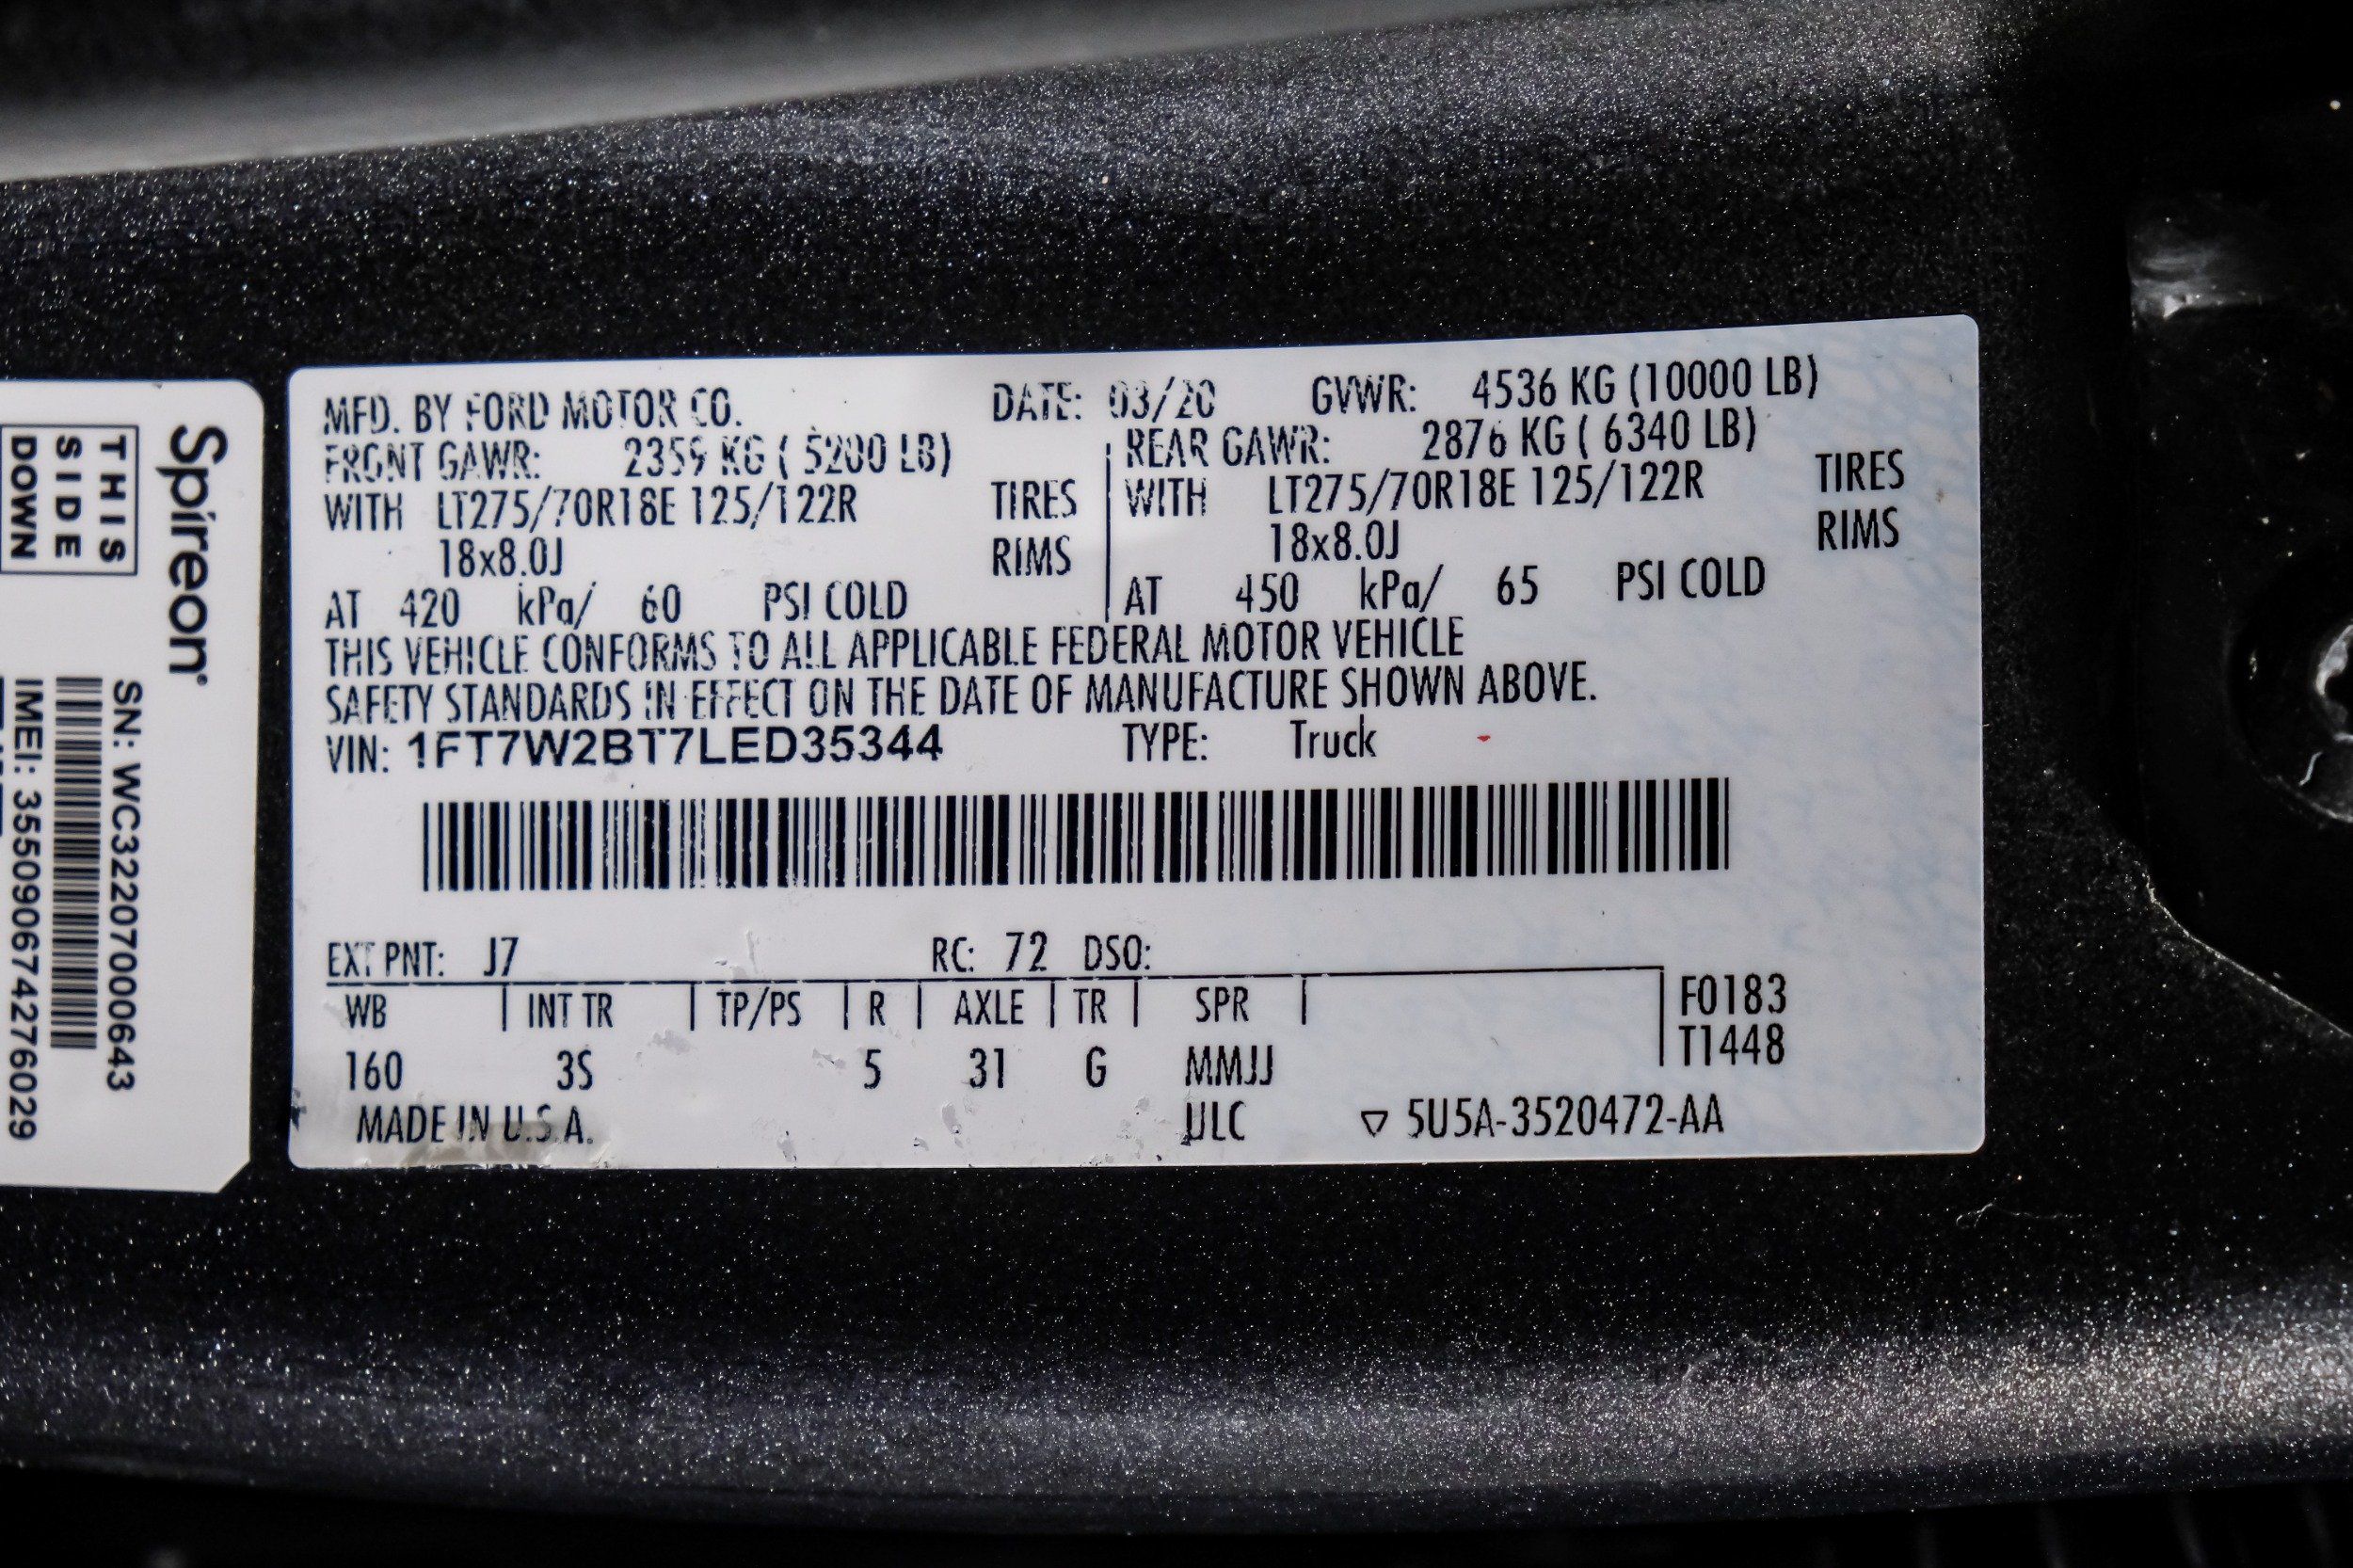 THIS
SIDE
DOWN
Spireon
SN: WC32207000643
IMEI: 355090674276029
MFD. BY FORD MOTOR CO. DATE: 03/20 GVWR: 4536 KG (10000 LB)
FRONT GAWR: 2359 KG ( 5200 LB) REAR GAWR: 2876 KG ( 6340 LB)
WITH LT275/70R18E 125/122R TIRES WITH LT275/70R18E 125/122R TIRES
18x8.0J RIMS 18x8.0J RIMS
AT 420 kPa/ 60 PSI COLD AT 450 kPa/ 65 PSI COLD
THIS VEHICLE CONFORMS TO ALL APPLICABLE FEDERAL MOTOR VEHICLE
SAFETY STANDARDS IN EFFECT ON THE DATE OF MANUFACTURE SHOWN ABOVE.
VIN: 1FT7W2BT7LED35344 TYPE: Truck
EXT PNT: J7 RC: 72 DSO:
WB INT TR TP/PS R AXLE TR SPR F0183
T1448
160 3S 5 31 G MMJJ
MADE IN U.S.A. ULC ▽ 5U5A-3520472-AA